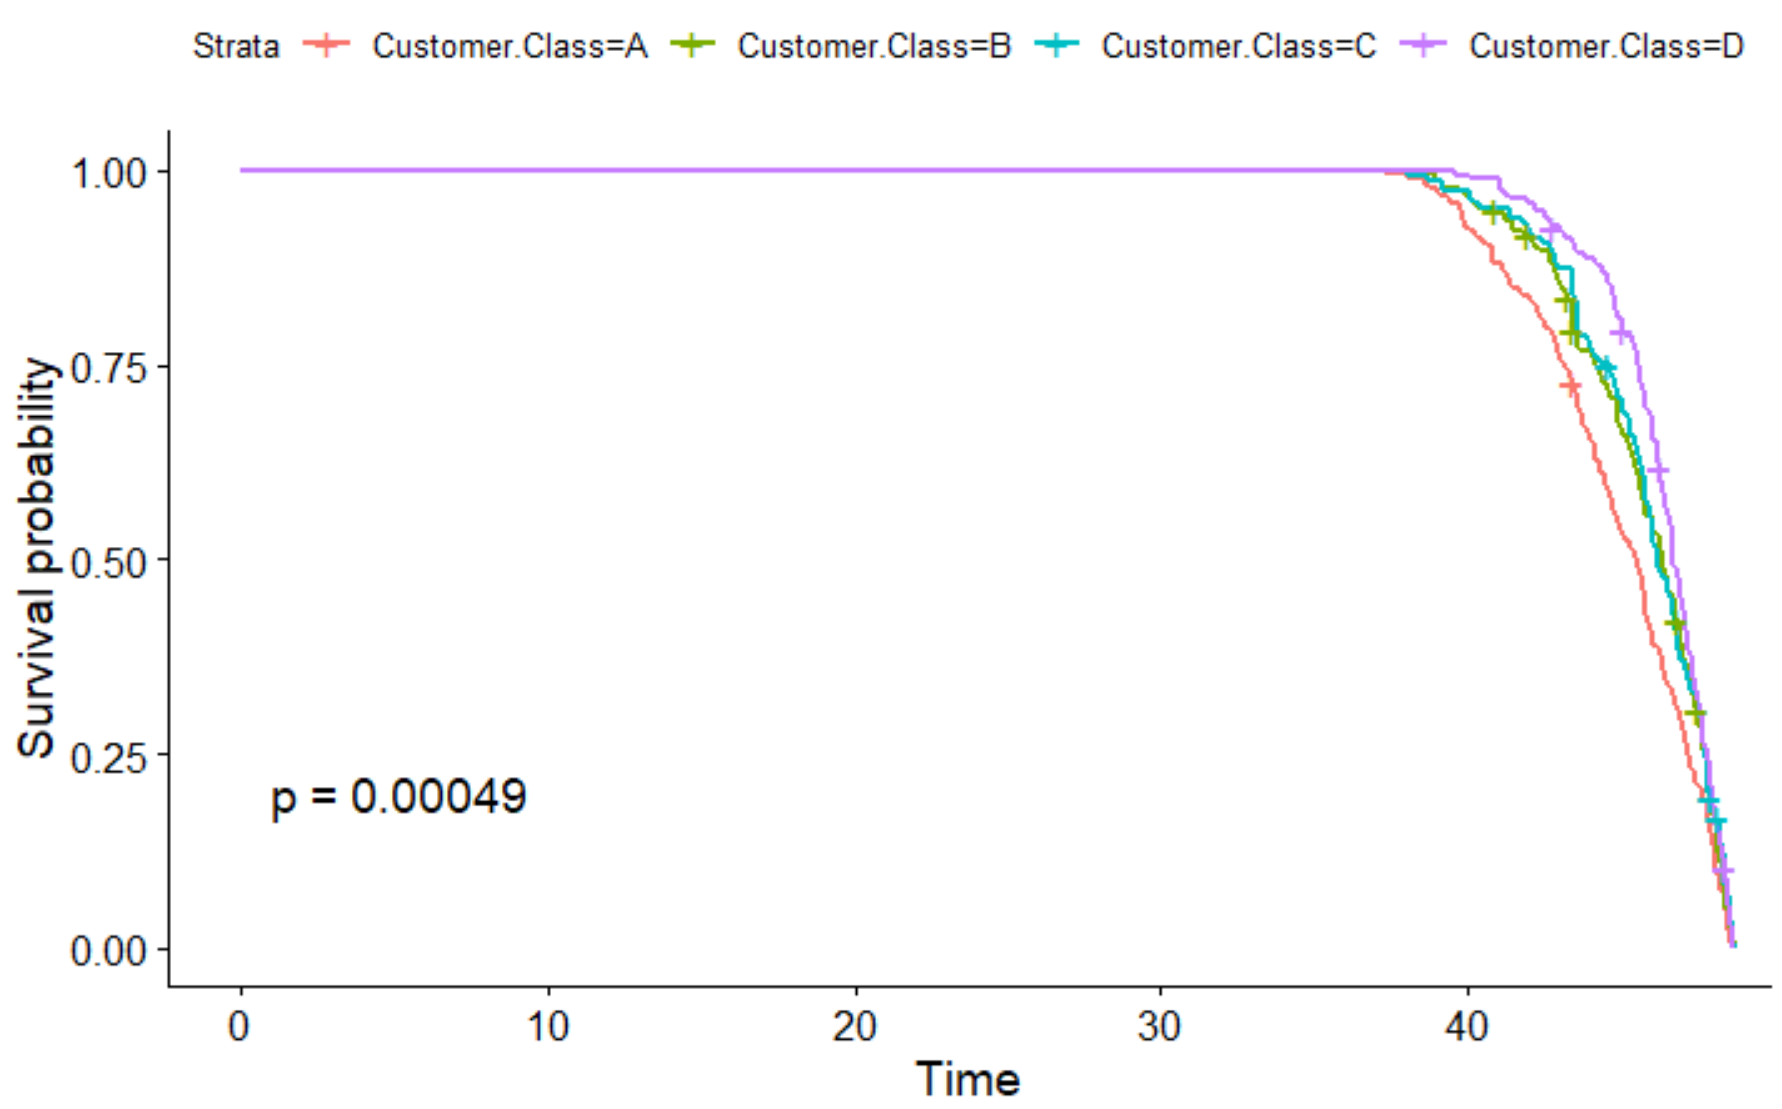 Strata Customer.Class=A Customer.Class=B Customer.Class=C Customer.Class=D
Survival probability
1.00
0.75
0.50
0.25
0.00
p = 0.00049
0 10 20 30 40
Time